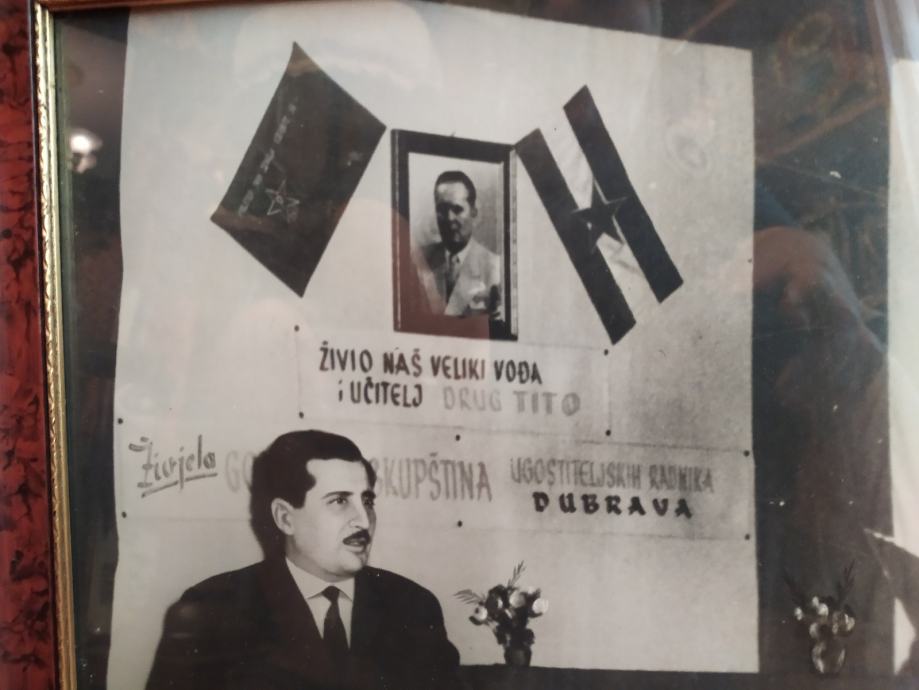 ŽIVIO NAŠ VELIKI VOĐA
i UČITELJ DRUG TITO
Živjela SKUPŠTINA UGOSTITELJSKIH RADNIKA
DUBRAVA